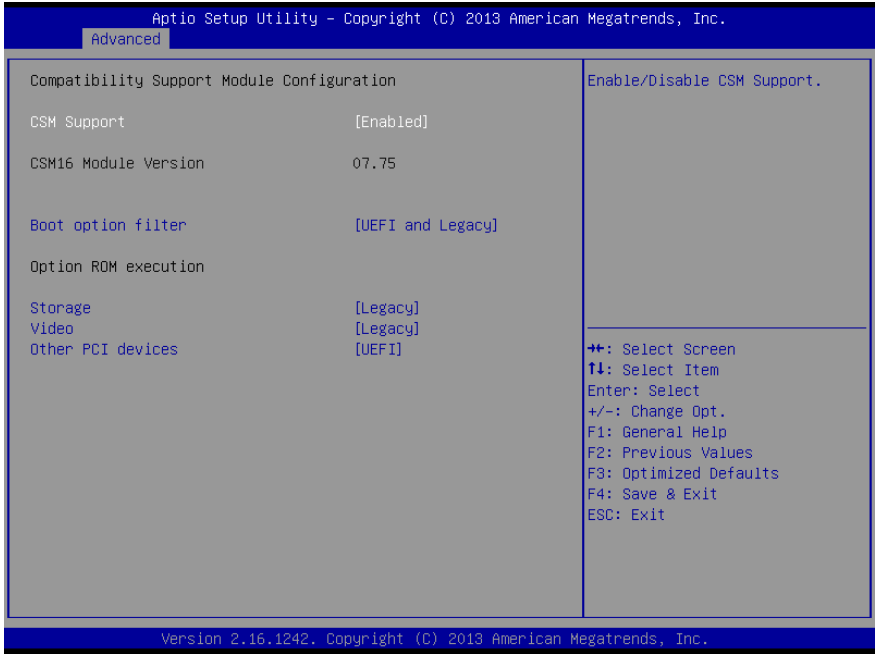 Aptio Setup Utility – Copyright (C) 2013 American Megatrends, Inc.
Advanced
Compatibility Support Module Configuration
CSM Support [Enabled]
CSM16 Module Version 07.75
Boot option filter [UEFI and Legacy]
Option ROM execution
Storage [Legacy]
Video [Legacy]
Other PCI devices [UEFI]
Enable/Disable CSM Support.
→←: Select Screen
↑↓: Select Item
Enter: Select
+/-: Change Opt.
F1: General Help
F2: Previous Values
F3: Optimized Defaults
F4: Save & Exit
ESC: Exit
Version 2.16.1242. Copyright (C) 2013 American Megatrends, Inc.